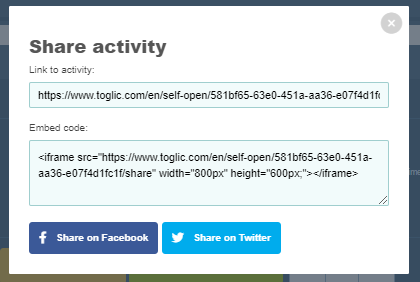 Share activity
Link to activity:
https://www.toglic.com/en/self-open/581bf65-63e0-451a-aa36-e07f4d1f
Embed code:
<iframe src="https://www.toglic.com/en/self-open/581bf65-63e0-451a-
aa36-e07f4d1fc1f/share" width="800px" height="600px;"></iframe>
Share on Facebook
Share on Twitter